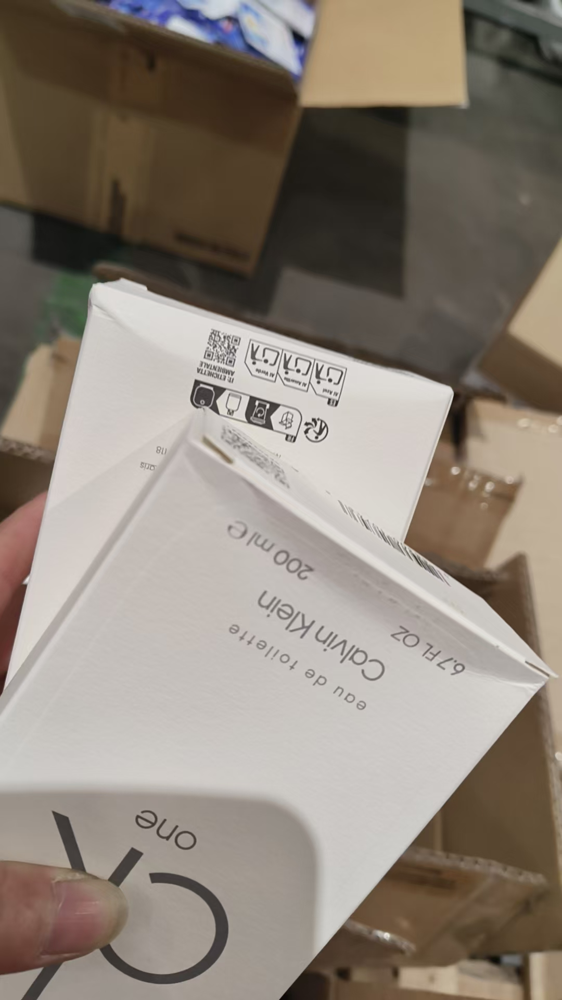 ck
one
eau de toilette
Calvin Klein
6.7 FL OZ 200 ml e
FR
ES
Al Azul
Al Amarillo
Al Verde
IT: ETICHETTA
AMBIENTALE